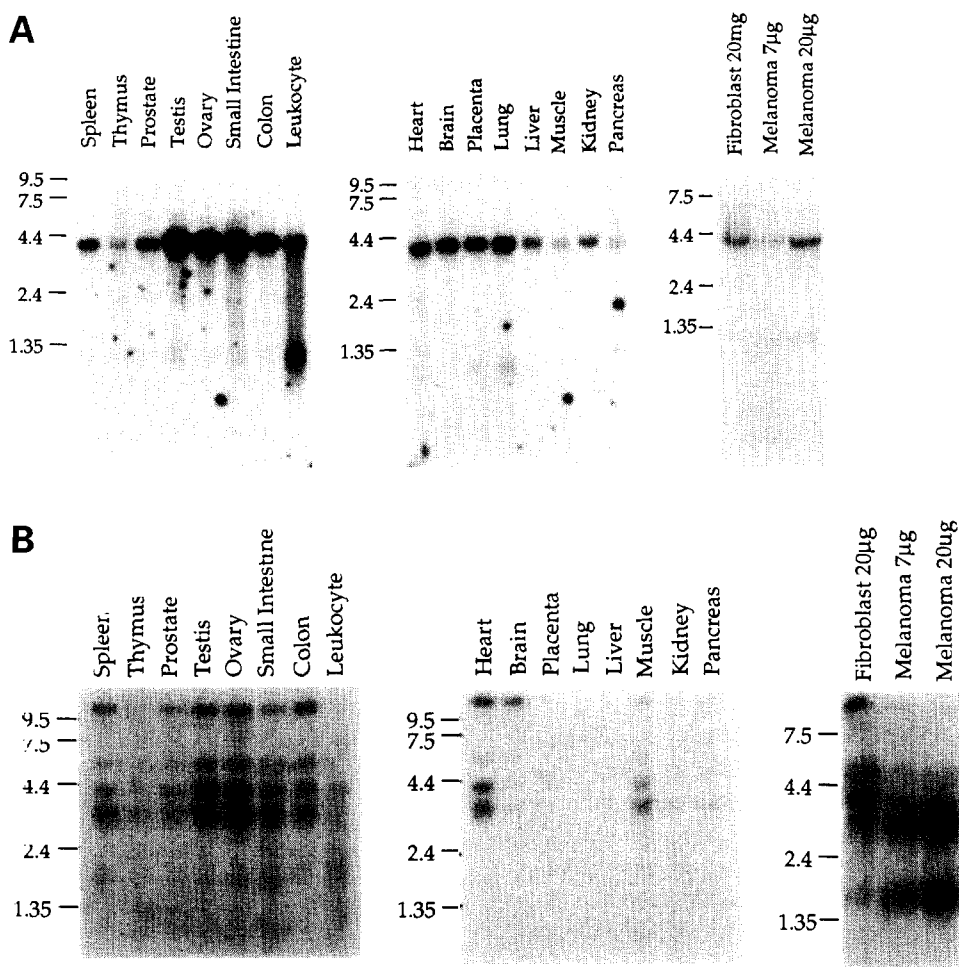 A
Spleen
Thymus
Prostate
Testis
Ovary
Small Intestine
Colon
Leukocyte
9.5
7.5
4.4
2.4
1.35
Heart
Brain
Placenta
Lung
Liver
Muscle
Kidney
Pancreas
9.5
7.5
4.4
2.4
1.35
Fibroblast 20mg
Melanoma 7µg
Melanoma 20µg
7.5
4.4
2.4
1.35
B
Spleen
Thymus
Prostate
Testis
Ovary
Small Intestine
Colon
Leukocyte
9.5
7.5
4.4
2.4
1.35
Heart
Brain
Placenta
Lung
Liver
Muscle
Kidney
Pancreas
9.5
7.5
4.4
2.4
1.35
Fibroblast 20µg
Melanoma 7µg
Melanoma 20ug
7.5
4.4
2.4
1.35